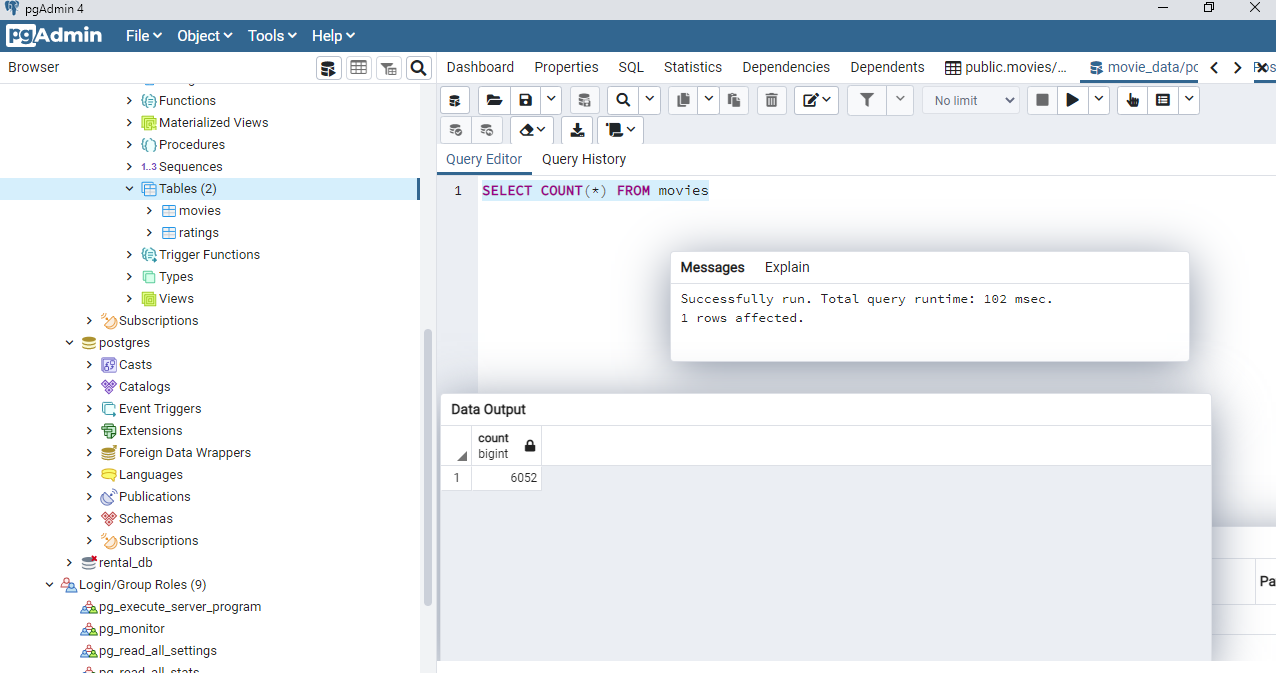 pgAdmin 4
pgAdmin File Object Tools Help
Browser
Functions
Materialized Views
Procedures
1..3 Sequences
Tables (2)
movies
ratings
Trigger Functions
Types
Views
Subscriptions
postgres
Casts
Catalogs
Event Triggers
Extensions
Foreign Data Wrappers
Languages
Publications
Schemas
Subscriptions
rental_db
Login/Group Roles (9)
pg_execute_server_program
pg_monitor
pg_read_all_settings
pg_read_all_stats
Dashboard Properties SQL Statistics Dependencies Dependents public.movies/... movie_data/po
No limit
Query Editor Query History
1 SELECT COUNT(*) FROM movies
Messages Explain
Successfully run. Total query runtime: 102 msec.
1 rows affected.
Data Output
count
bigint
1 6052
Pa